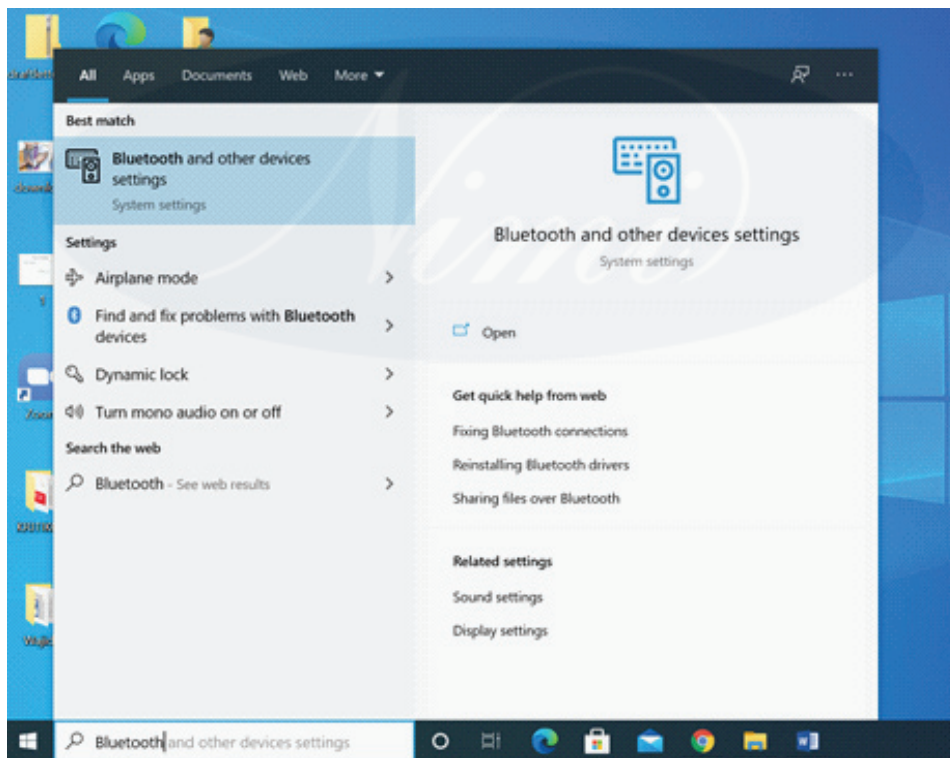 All Apps Documents Web More
Best match
Bluetooth and other devices
settings
System settings
Settings
Airplane mode
Find and fix problems with Bluetooth
devices
Dynamic lock
Turn mono audio on or off
Search the web
Bluetooth - See web results
Bluetooth and other devices settings
System settings
Open
Get quick help from web
Fixing Bluetooth connections
Reinstalling Bluetooth drivers
Sharing files over Bluetooth
Related settings
Sound settings
Display settings
Bluetooth and other devices settings
Nimi
Zoom